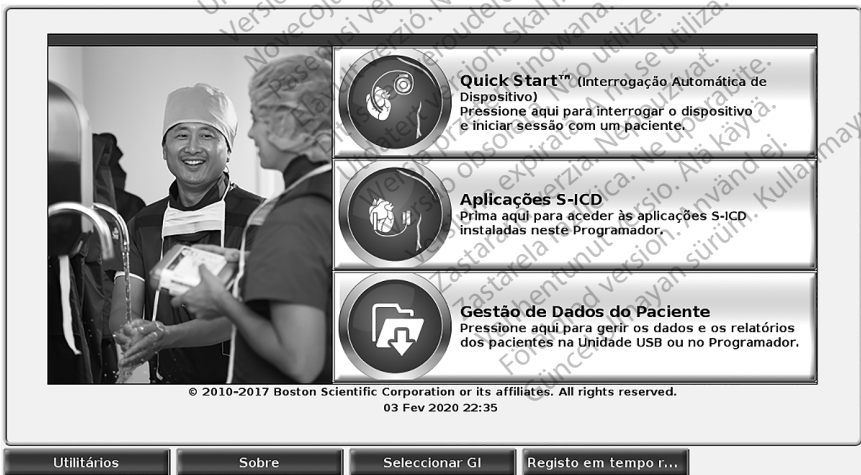 Quick Start™ (Interrogação Automática de
Dispositivo)
Pressione aqui para interrogar o dispositivo
e iniciar sessão com um paciente.
Aplicações S-ICD
Prima aqui para aceder às aplicações S-ICD
instaladas neste Programador.
Gestão de Dados do Paciente
Pressione aqui para gerir os dados e os relatórios
dos pacientes na Unidade USB ou no Programador.
© 2010–2017 Boston Scientific Corporation or its affiliates. All rights reserved.
03 Fev 2020 22:35
Utilitários
Sobre
Seleccionar GI
Registo em tempo r...